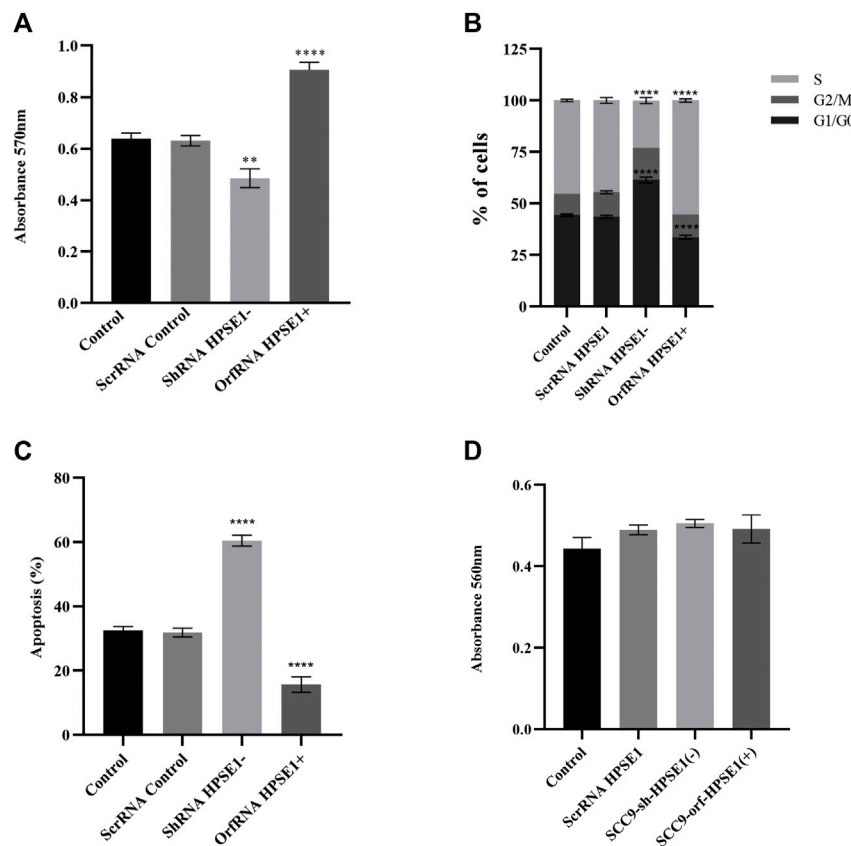 A
Absorbance 570nm
1.0
0.8
0.6
0.4
0.2
0.0
**
****
Control
ScrRNA Control
ShRNA HPSE1-
OrfRNA HPSE1+
B
% of cells
125
100
75
50
25
0
**** ****
****
****
Control
ScrRNA HPSE1
ShRNA HPSE1-
OrfRNA HPSE1+
S
G2/M
G1/G0
C
Apoptosis (%)
80
60
40
20
0
****
****
Control
ScrRNA Control
ShRNA HPSE1-
OrfRNA HPSE1+
D
Absorbance 560nm
0.6
0.4
0.2
0.0
Control
ScrRNA HPSE1
SCC9-sh-HPSE1(-)
SCC9-orf-HPSE1(+)